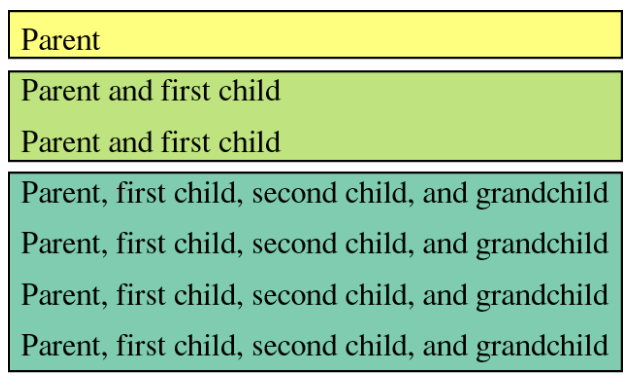 Parent
Parent and first child
Parent and first child
Parent, first child, second child, and grandchild
Parent, first child, second child, and grandchild
Parent, first child, second child, and grandchild
Parent, first child, second child, and grandchild